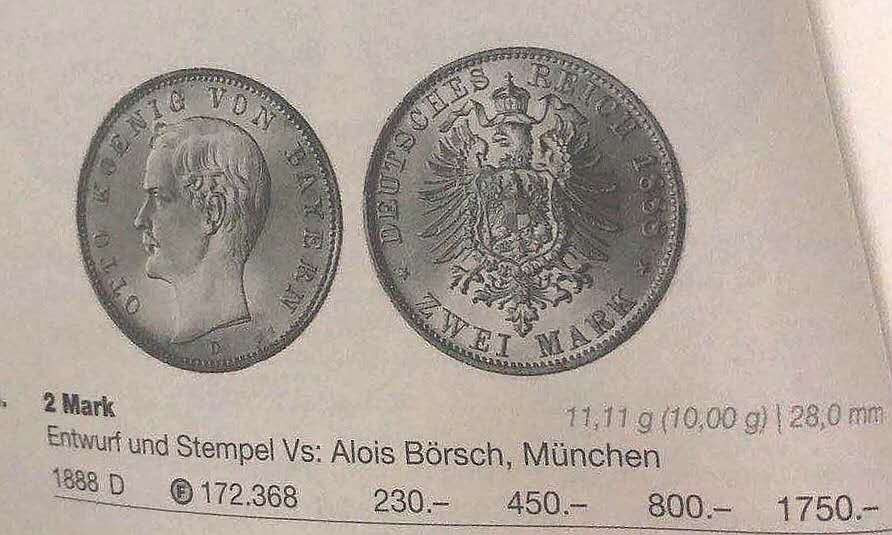 OTTO KOENIG VON BAYERN
D
DEUTSCHES REICH 1888
ZWEI MARK
2 Mark
11,11 g (10,00 g) | 28,0 mm
Entwurf und Stempel Vs: Alois Börsch, München
1888 D E 172.368 230.– 450.– 800.– 1750.–